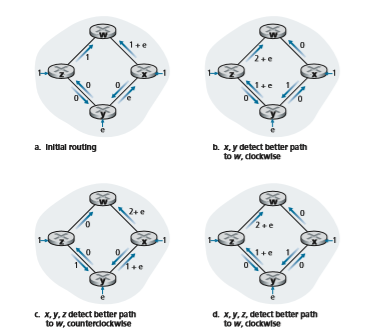 w
1 + e
1
1
z
x
1
0
0
0
e
y
e
a. Initial routing
w
0
2 + e
1
z
x
1
1 + e
1
0
0
y
e
b. x, y detect better path
to w, clockwise
w
2+ e
0
1
z
x
1
0
0
1
1 + e
y
e
c. x, y, z detect better path
to w, counterclockwise
w
0
2 + e
1
z
x
1
1 + e
1
0
0
y
e
d. x, y, z, detect better path
to w, clockwise